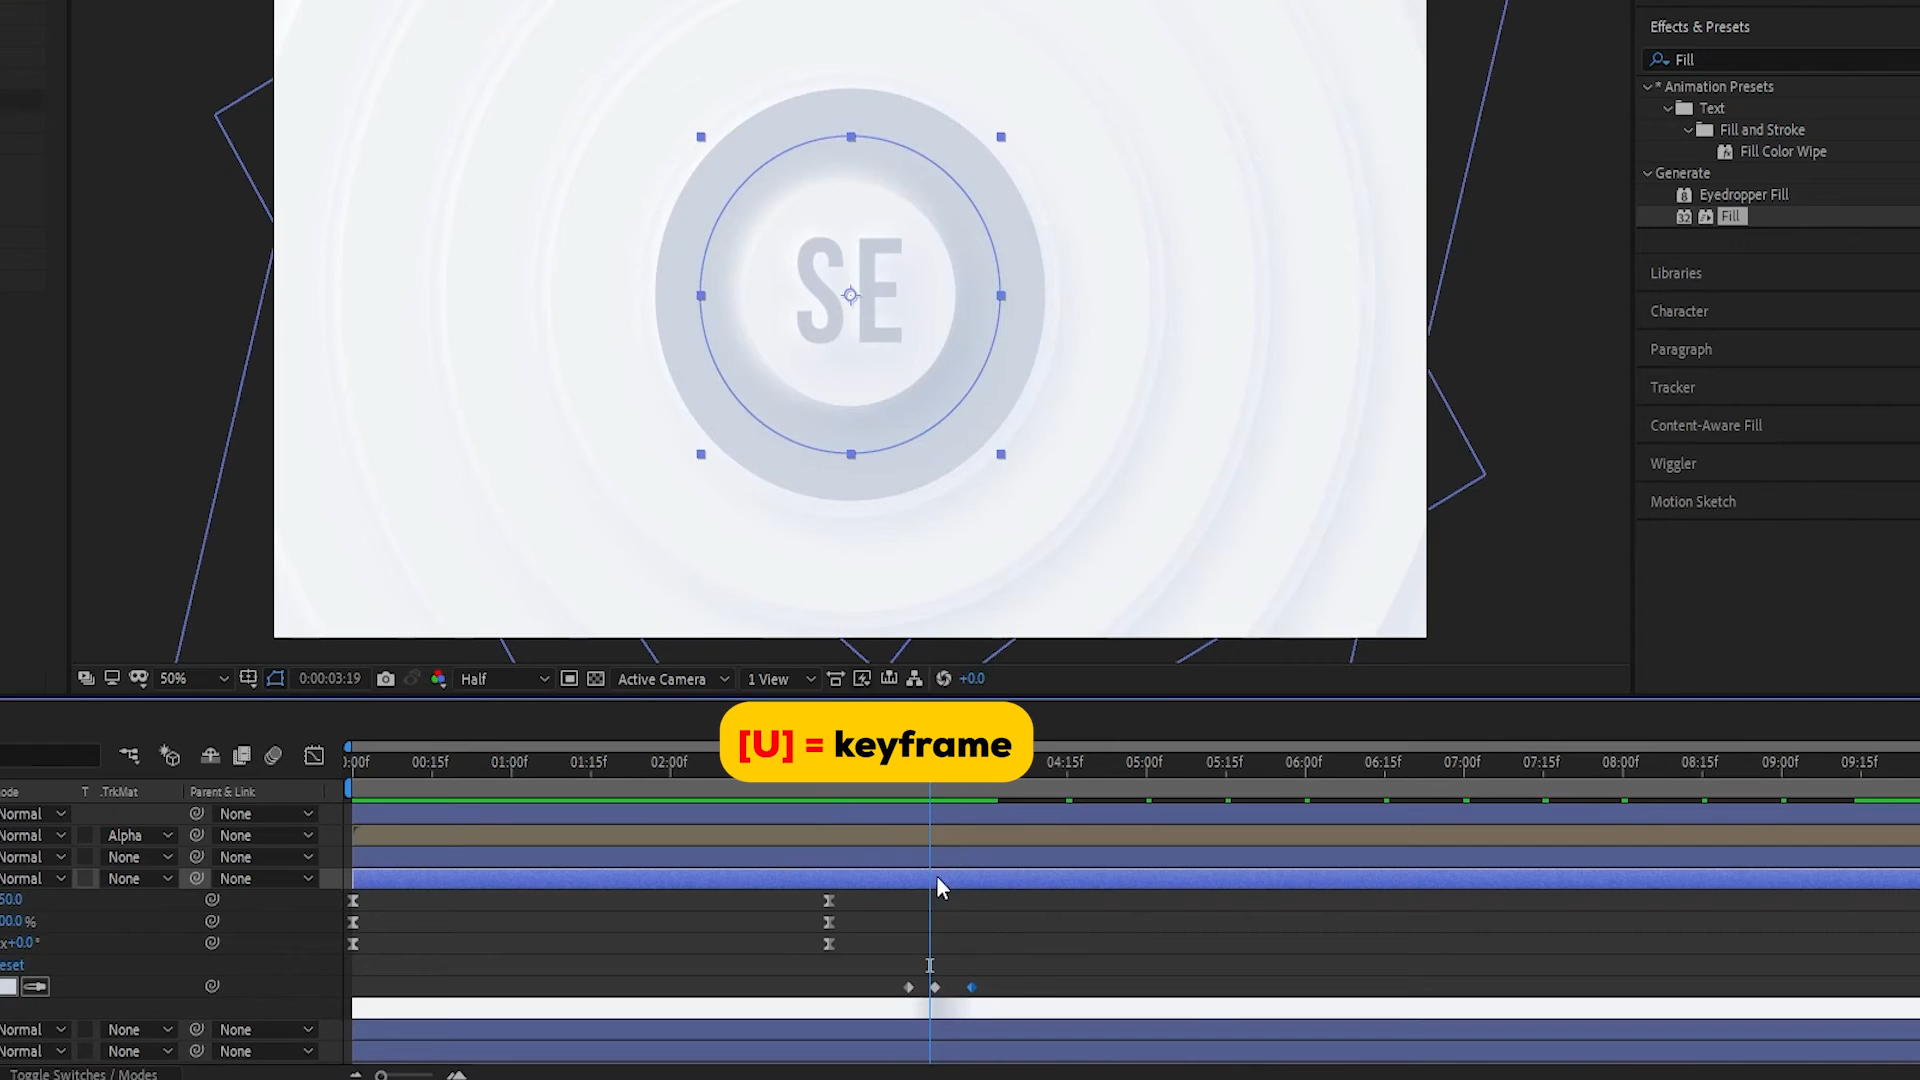 Effects & Presets
Fill
* Animation Presets
Text
Fill and Stroke
Fill Color Wipe
Generate
Eyedropper Fill
Fill
Libraries
Character
Paragraph
Tracker
Content-Aware Fill
Wiggler
Motion Sketch
SE
50% 0:00:03:19 Half Active Camera 1 View +0.0
[U] = keyframe
):00f 00:15f 01:00f 01:15f 02:00f 04:15f 05:00f 05:15f 06:00f 06:15f 07:00f 07:15f 08:00f 08:15f 09:00f 09:15f
ode T .TrkMat Parent & Link
Normal None
Normal Alpha None
Normal None None
Normal None None
50.0
00.0 %
x+0.0°
eset
Normal None None
Normal None None
Toggle Switches / Modes